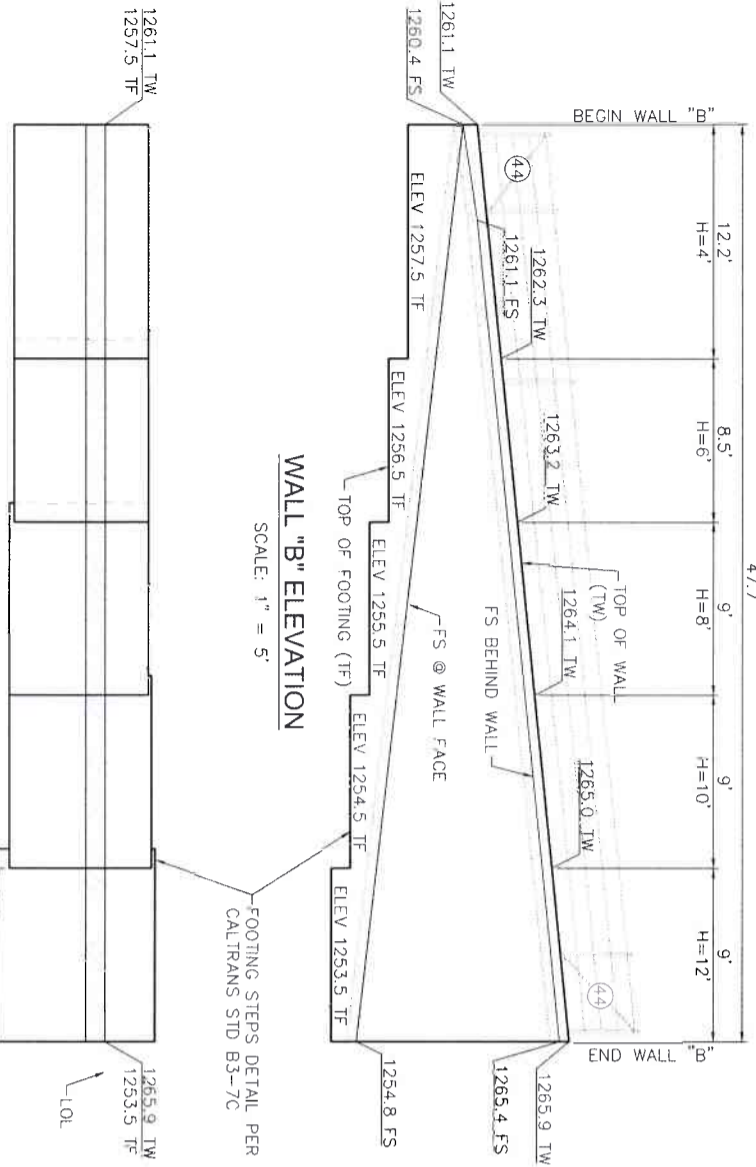 47.7'
BEGIN WALL "B"
12.2'
H=4'
8.5'
H=6'
9'
H=8'
9'
H=10'
9'
H=12'
END WALL "B"
1261.1 TW
1260.4 FS
44
1261.1 FS
1262.3 TW
1263.2 TW
TOP OF WALL
(TW)
1264.1 TW
FS BEHIND WALL
1265.0 TW
44
1265.9 TW
1265.4 FS
FS @ WALL FACE
1254.8 FS
ELEV 1257.5 TF
ELEV 1256.5 TF
ELEV 1255.5 TF
ELEV 1254.5 TF
ELEV 1253.5 TF
TOP OF FOOTING (TF)
FOOTING STEPS DETAIL PER
CALTRANS STD B3-7C
WALL "B" ELEVATION
SCALE: 1" = 5'
1261.1 TW
1257.5 TF
1265.9 TW
1253.5 TF
LOL